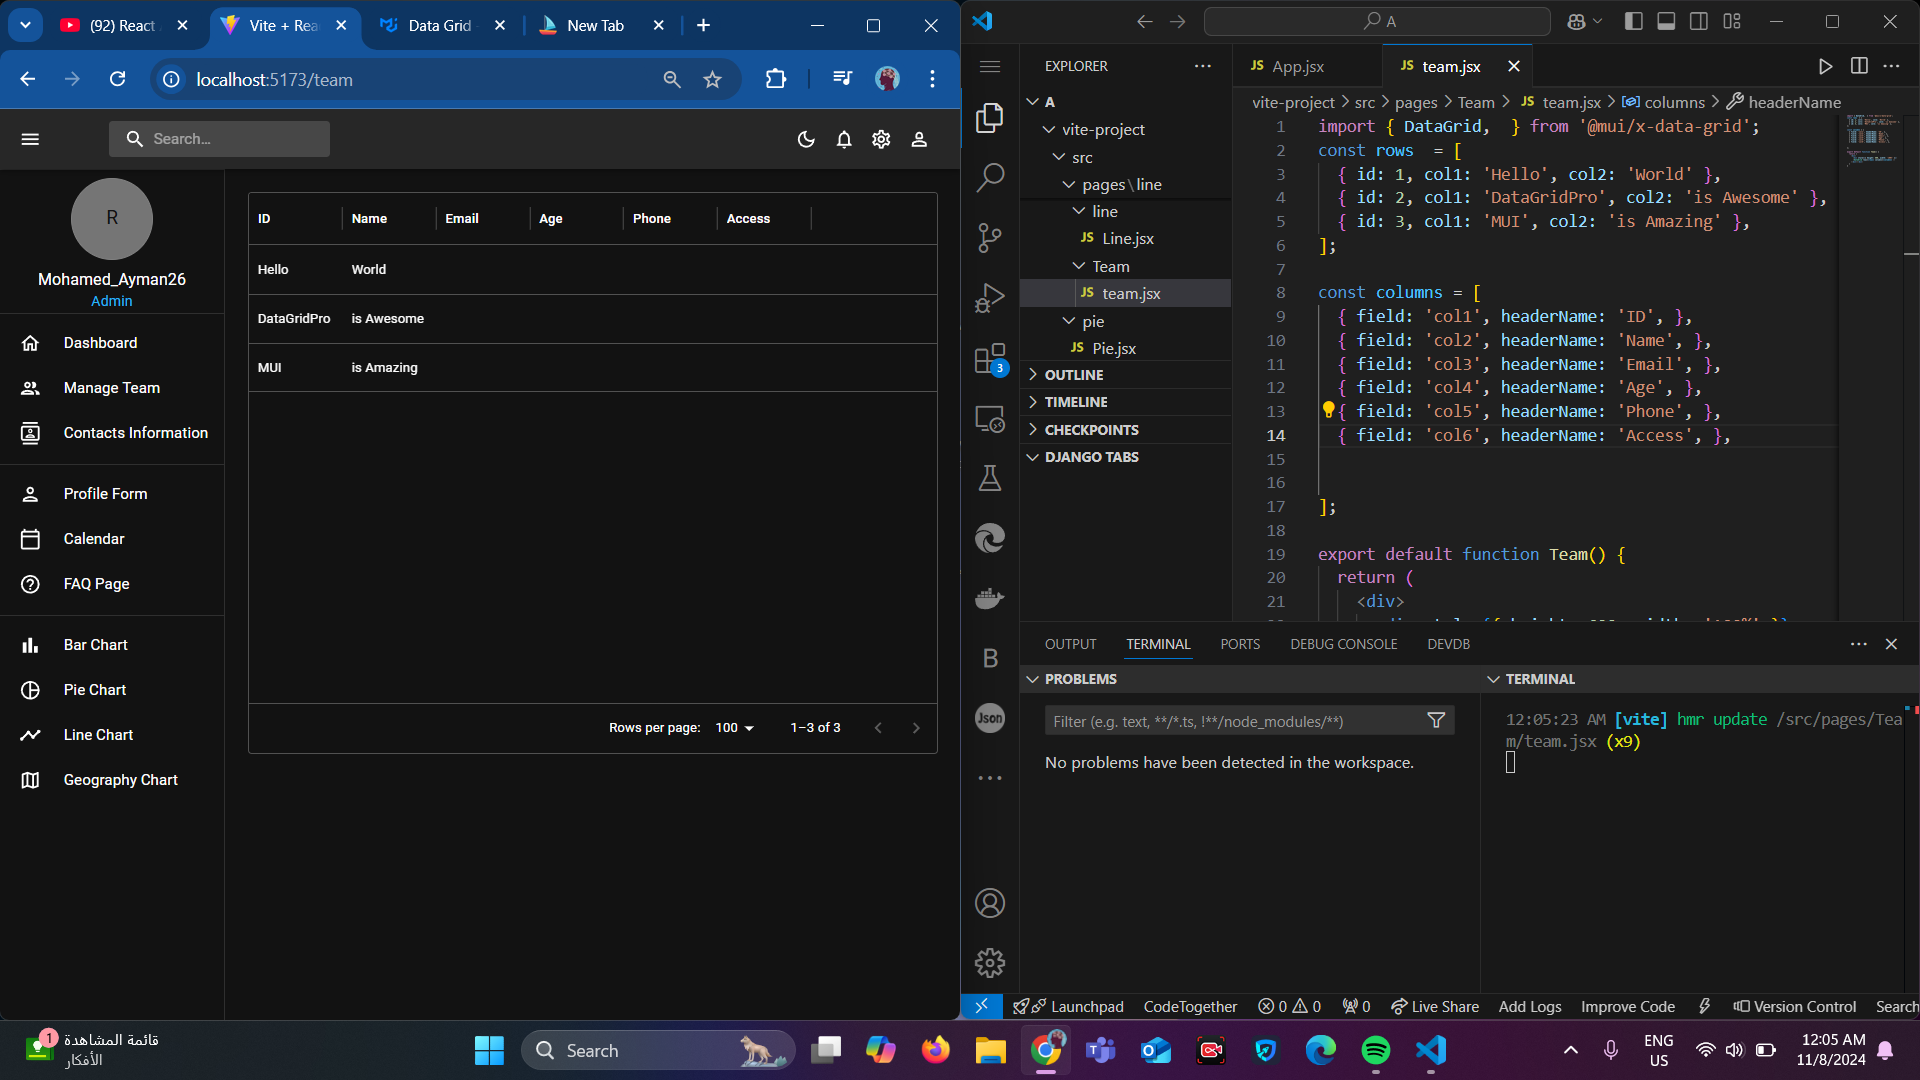 (92) React
Vite + Rea
Data Grid
New Tab
localhost:5173/team
Search...
R
Mohamed_Ayman26
Admin
Dashboard
Manage Team
Contacts Information
Profile Form
Calendar
FAQ Page
Bar Chart
Pie Chart
Line Chart
Geography Chart
ID Name Email Age Phone Access
Hello World
DataGridPro is Awesome
MUI is Amazing
Rows per page: 100 1–3 of 3
A
EXPLORER
A
vite-project
src
pages\line
line
JS Line.jsx
Team
JS team.jsx
pie
JS Pie.jsx
OUTLINE
TIMELINE
CHECKPOINTS
DJANGO TABS
3
B
Json
JS App.jsx
JS team.jsx
vite-project > src > pages > Team > JS team.jsx > columns > headerName
1 import { DataGrid,  } from '@mui/x-data-grid';
2 const rows  = [
3 { id: 1, col1: 'Hello', col2: 'World' },
4 { id: 2, col1: 'DataGridPro', col2: 'is Awesome' },
5 { id: 3, col1: 'MUI', col2: 'is Amazing' },
6 ];
7
8 const columns = [
9 { field: 'col1', headerName: 'ID', },
10 { field: 'col2', headerName: 'Name', },
11 { field: 'col3', headerName: 'Email', },
12 { field: 'col4', headerName: 'Age', },
13 { field: 'col5', headerName: 'Phone', },
14 { field: 'col6', headerName: 'Access', },
15
16
17 ];
18
19 export default function Team() {
20 return (
21 <div>
OUTPUT TERMINAL PORTS DEBUG CONSOLE DEVDB
PROBLEMS
Filter (e.g. text, **/*.ts, !**/node_modules/**)
No problems have been detected in the workspace.
TERMINAL
12:05:23 AM [vite] hmr update /src/pages/Tea
m/team.jsx (x9)
Launchpad CodeTogether 0 0 0 Live Share Add Logs Improve Code Version Control Search
1
قائمة المشاهدة
الأفكار
Search
ENG
US
12:05 AM
11/8/2024